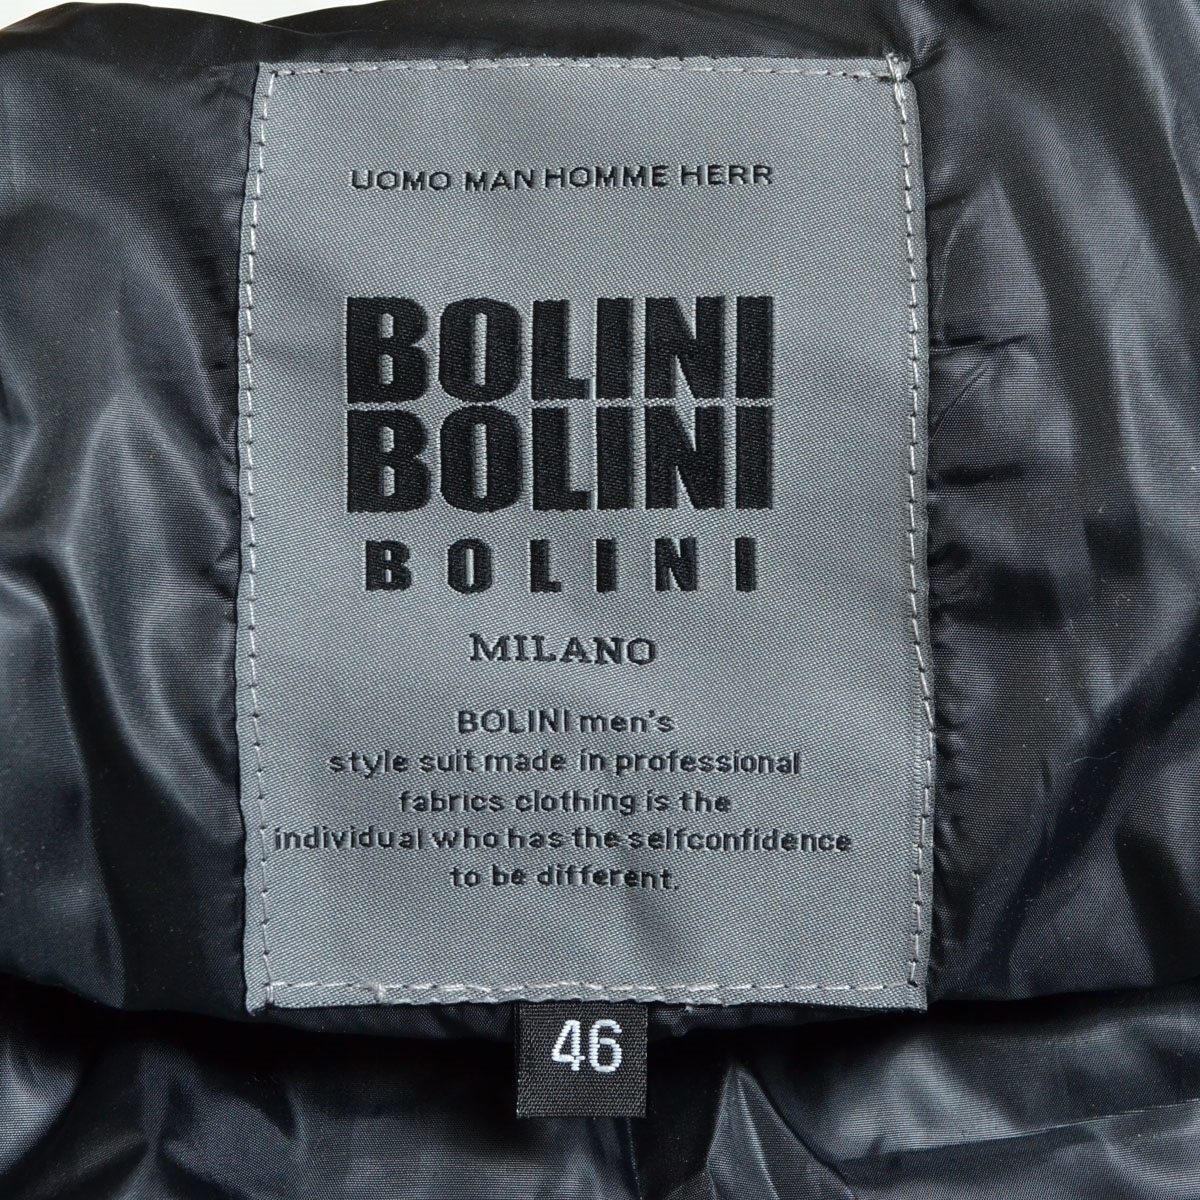 UOMO MAN HOMME HERR
BOLINI
BOLINI
BOLINI
MILANO
BOLINI men's
style suit made in professional
fabrics clothing is the
individual who has the selfconfidence
to be different.
46